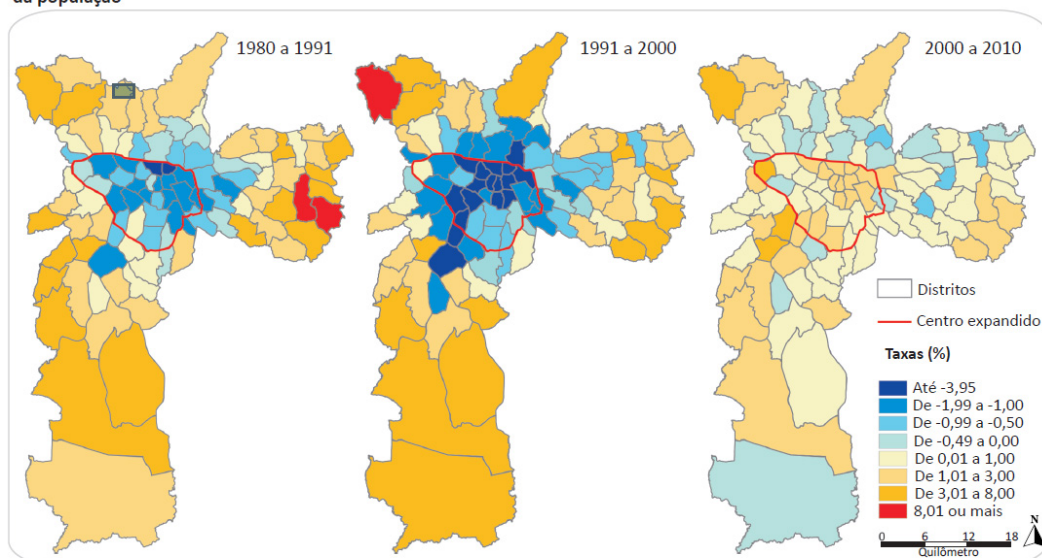 da população
1980 a 1991
1991 a 2000
2000 a 2010
Distritos
Centro expandido
Taxas (%)
Até -3,95
De -1,99 a -1,00
De -0,99 a -0,50
De -0,49 a 0,00
De 0,01 a 1,00
De 1,01 a 3,00
De 3,01 a 8,00
8,01 ou mais
N
0 6 12 18
Quilômetro